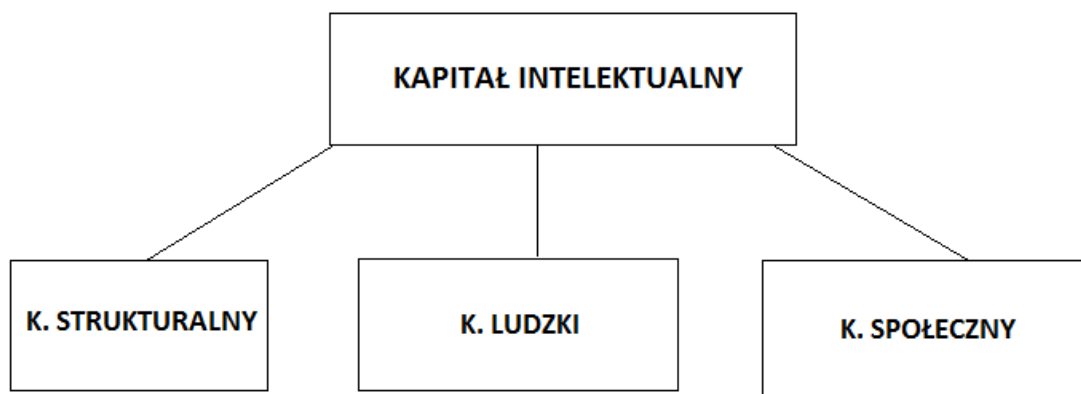 KAPITAŁ INTELEKTUALNY
K. STRUKTURALNY
K. LUDZKI
K. SPOŁECZNY